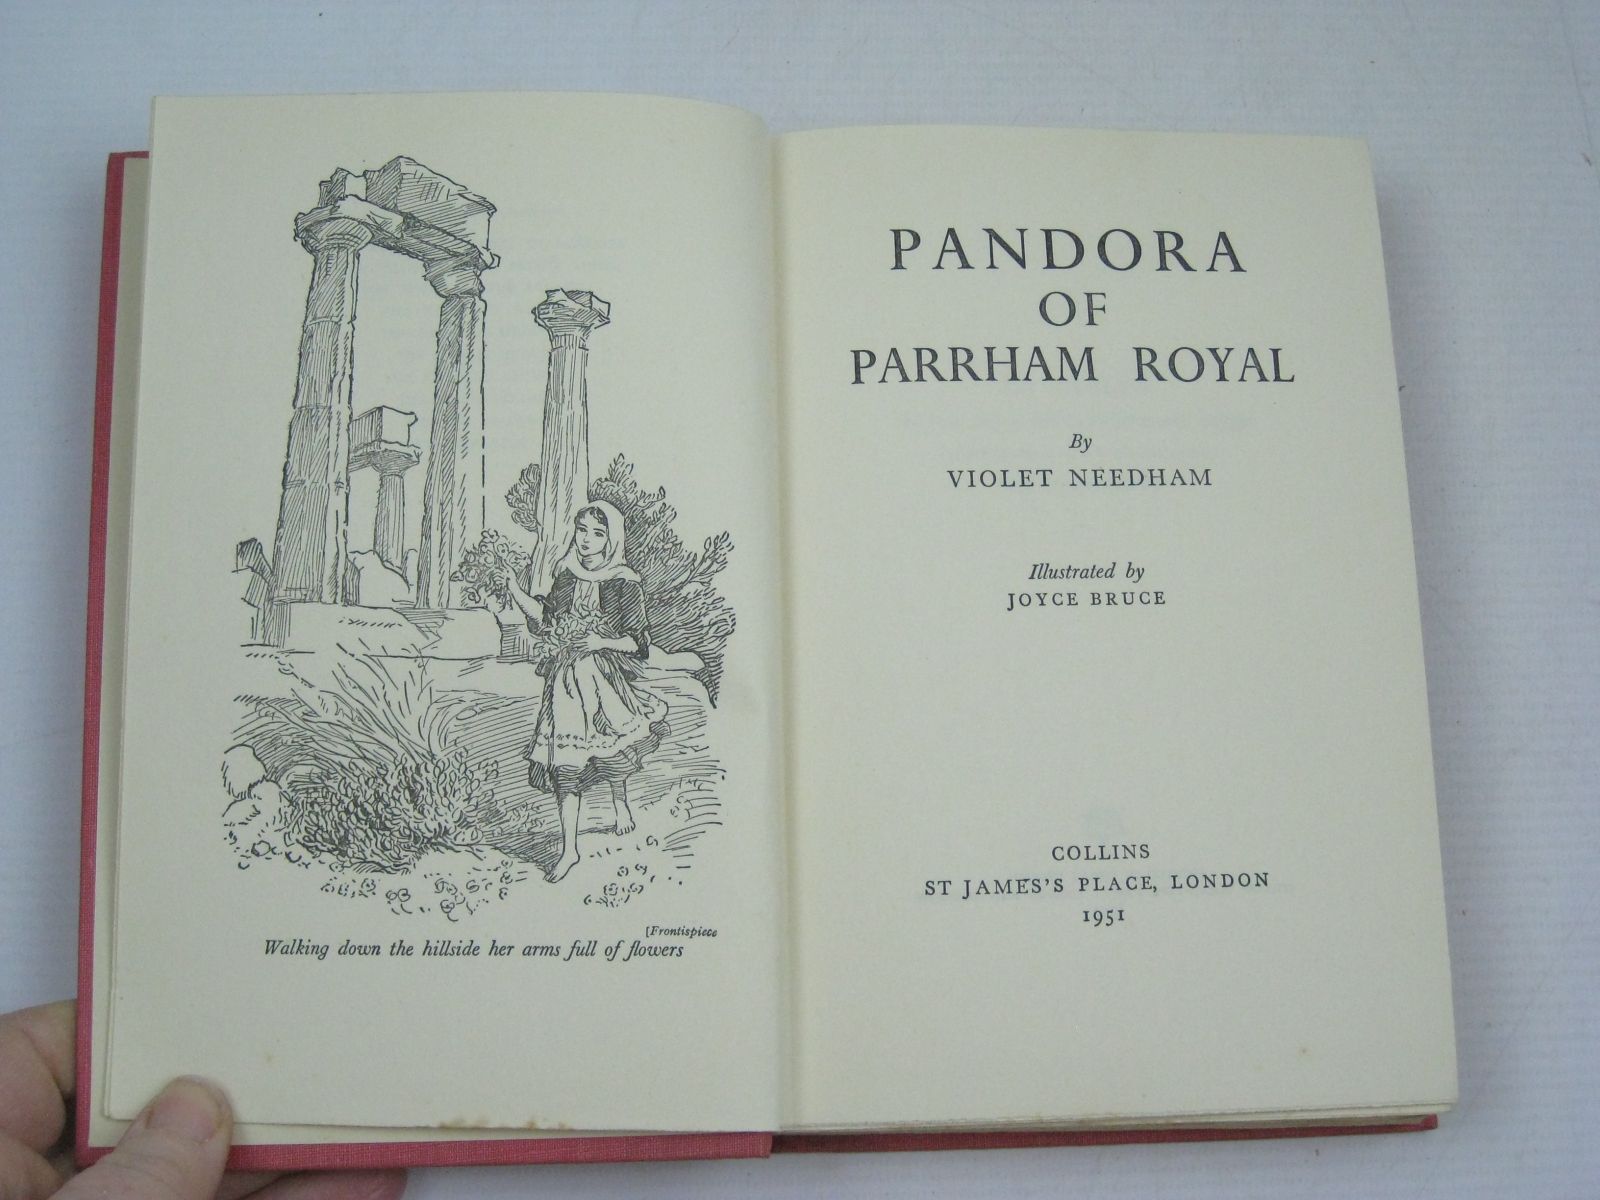 [Frontispiece
Walking down the hillside her arms full of flowers
PANDORA
OF
PARRHAM ROYAL
By
VIOLET NEEDHAM
Illustrated by
JOYCE BRUCE
COLLINS
ST JAMES'S PLACE, LONDON
1951